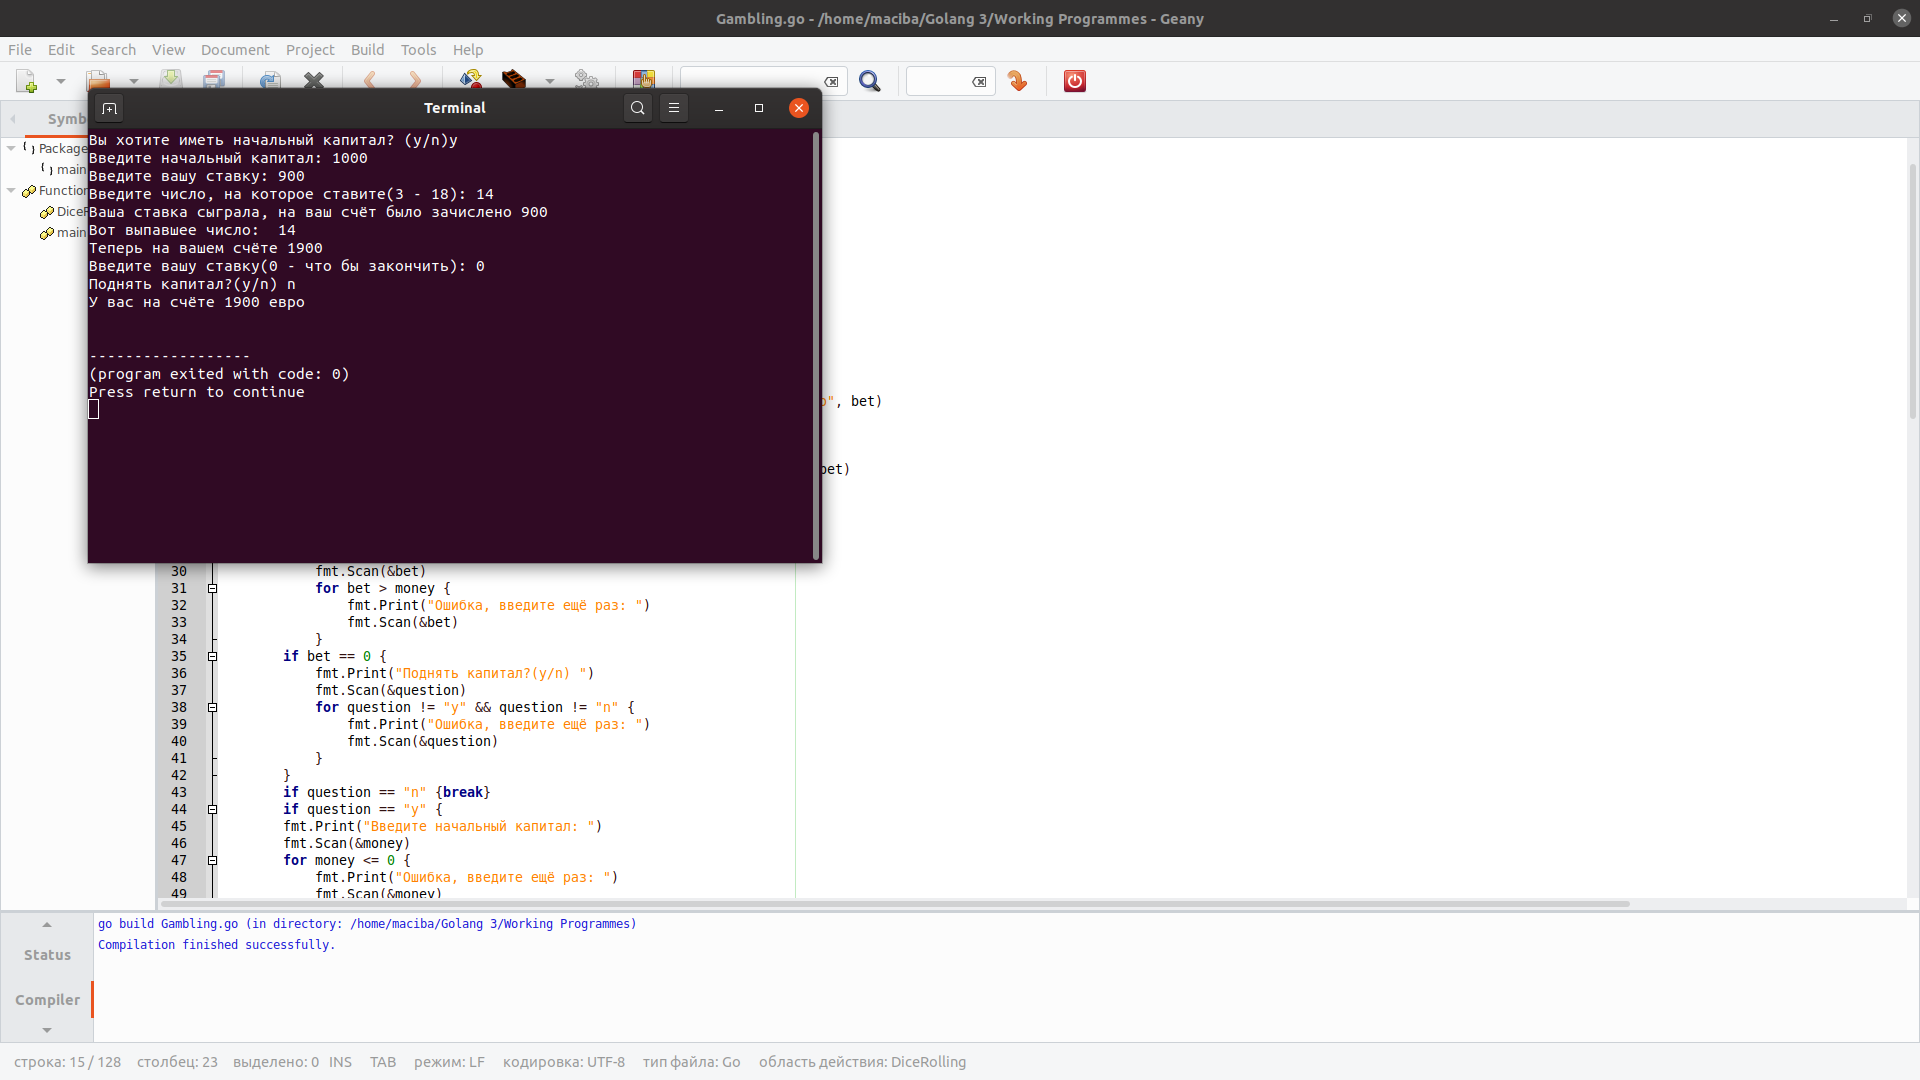 Gambling.go - /home/maciba/Golang 3/Working Programmes - Geany
File Edit Search View Document Project Build Tools Help
Terminal
Symb
Package
main
Function
Dice
main
Вы хотите иметь начальный капитал? (y/n)y
Введите начальный капитал: 1000
Введите вашу ставку: 900
Введите число, на которое ставите(3 - 18): 14
Ваша ставка сыграла, на ваш счёт было зачислено 900
Вот выпавшее число:  14
Теперь на вашем счёте 1900
Введите вашу ставку(0 - что бы закончить): 0
Поднять капитал?(y/n) n
У вас на счёте 1900 евро
------------------
(program exited with code: 0)
Press return to continue
", bet)
bet)
30 fmt.Scan(&bet)
31 for bet > money {
32 fmt.Print("Ошибка, введите ещё раз: ")
33 fmt.Scan(&bet)
34 }
35 if bet == 0 {
36 fmt.Print("Поднять капитал?(y/n) ")
37 fmt.Scan(&question)
38 for question != "y" && question != "n" {
39 fmt.Print("Ошибка, введите ещё раз: ")
40 fmt.Scan(&question)
41 }
42 }
43 if question == "n" {break}
44 if question == "y" {
45 fmt.Print("Введите начальный капитал: ")
46 fmt.Scan(&money)
47 for money <= 0 {
48 fmt.Print("Ошибка, введите ещё раз: ")
49 fmt.Scan(&money)
Status
Compiler
go build Gambling.go (in directory: /home/maciba/Golang 3/Working Programmes)
Compilation finished successfully.
строка: 15 / 128 столбец: 23 выделено: 0 INS TAB режим: LF кодировка: UTF-8 тип файла: Go область действия: DiceRolling